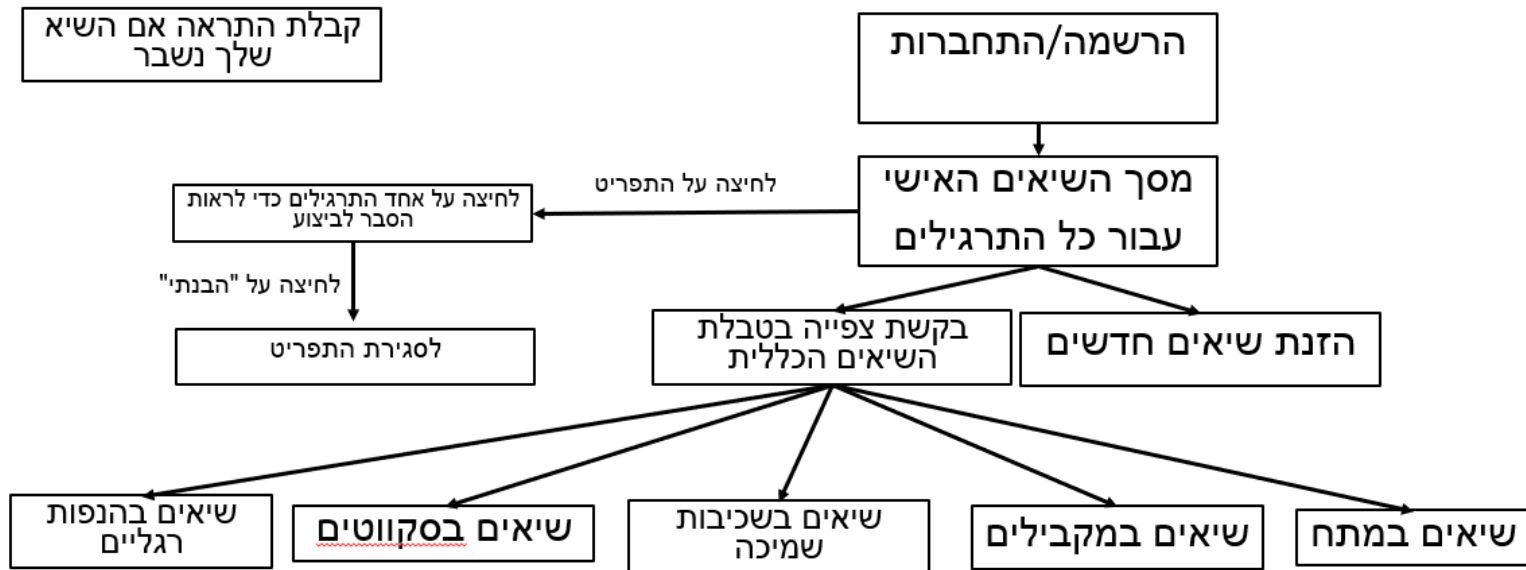 קבלת התראה אם השיא
שלך נשבר
הרשמה/התחברות
מסך השיאים האישי
עבור כל התרגילים
לחיצה על התפריט
לחיצה על אחד התרגילים כדי לראות
הסבר לביצוע
לחיצה על "הבנתי"
לסגירת התפריט
הזנת שיאים חדשים
בקשת צפייה בטבלת
השיאים הכללית
שיאים במתח
שיאים במקבילים
שיאים בשכיבות
שמיכה
שיאים בסקווטים
שיאים בהנפות
רגליים